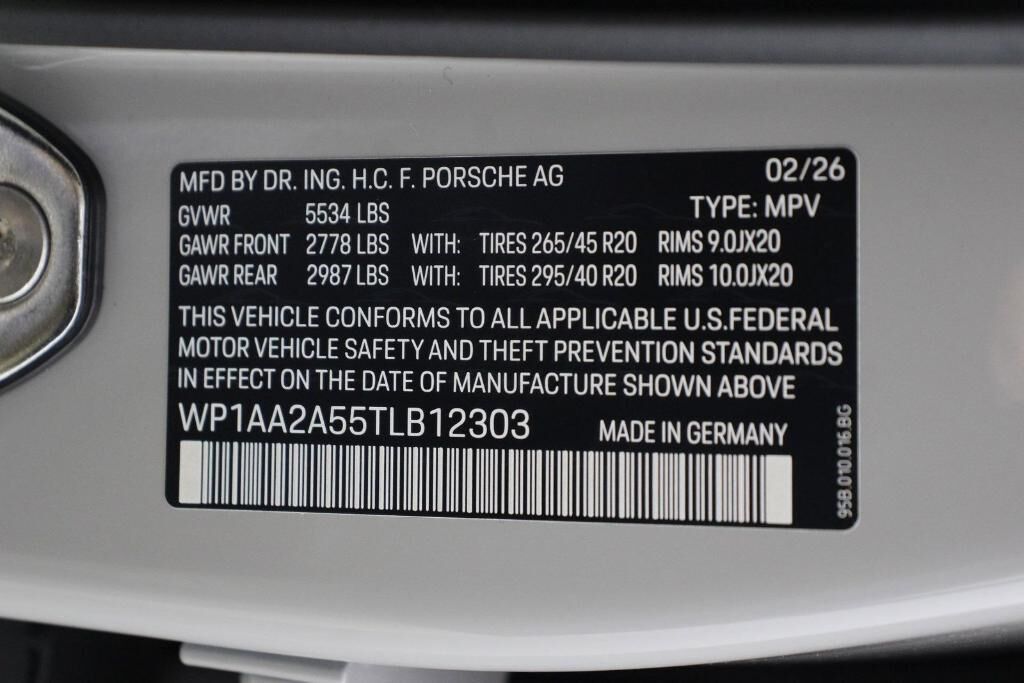 MFD BY DR. ING. H.C. F. PORSCHE AG 02/26
GVWR 5534 LBS TYPE: MPV
GAWR FRONT 2778 LBS WITH: TIRES 265/45 R20 RIMS 9.0JX20
GAWR REAR 2987 LBS WITH: TIRES 295/40 R20 RIMS 10.0JX20
THIS VEHICLE CONFORMS TO ALL APPLICABLE U.S.FEDERAL
MOTOR VEHICLE SAFETY AND THEFT PREVENTION STANDARDS
IN EFFECT ON THE DATE OF MANUFACTURE SHOWN ABOVE
WP1AA2A55TLB12303 MADE IN GERMANY
95B.010.016.BG